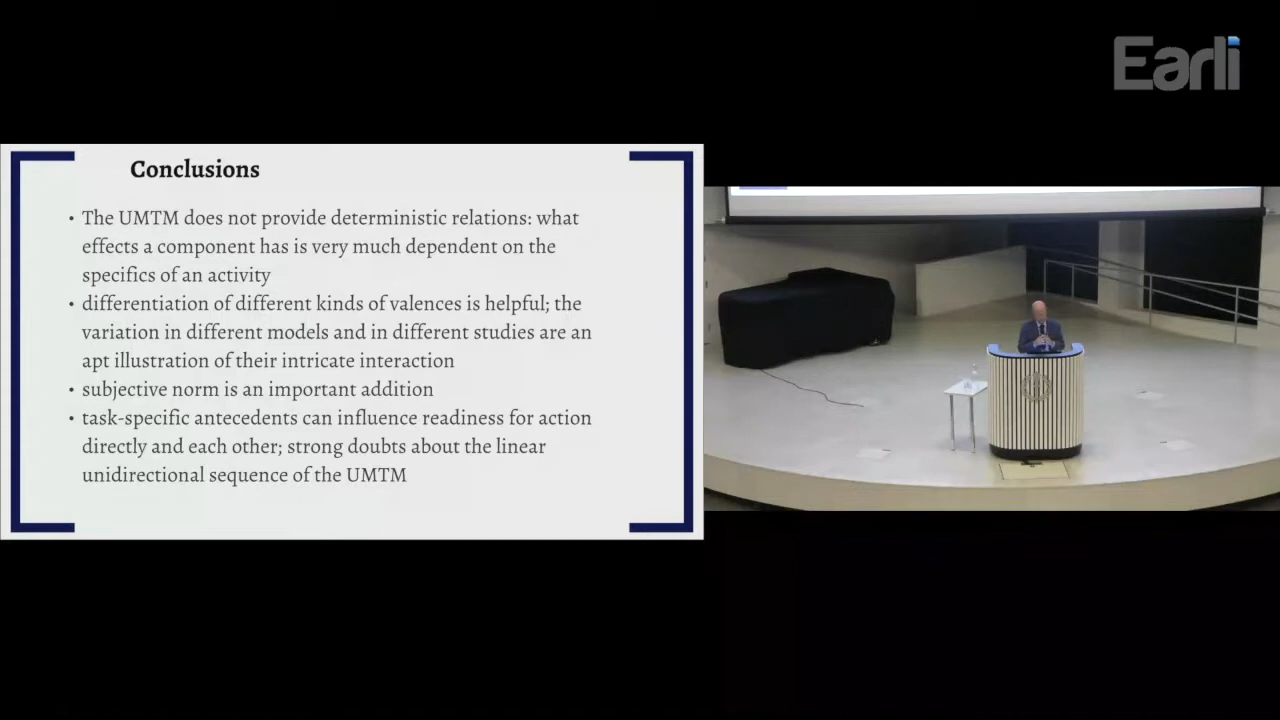 Earli
Conclusions
• The UMTM does not provide deterministic relations: what
effects a component has is very much dependent on the
specifics of an activity
• differentiation of different kinds of valences is helpful; the
variation in different models and in different studies are an
apt illustration of their intricate interaction
• subjective norm is an important addition
• task-specific antecedents can influence readiness for action
directly and each other; strong doubts about the linear
unidirectional sequence of the UMTM